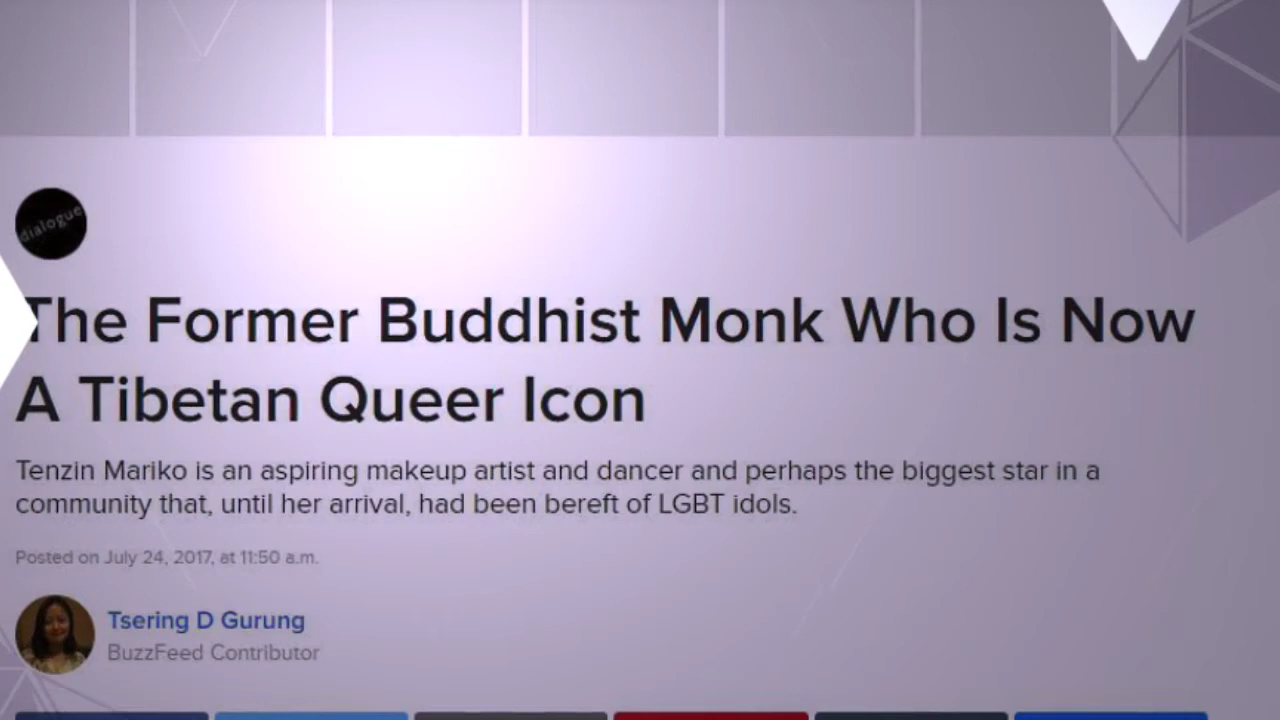 dialogue
The Former Buddhist Monk Who Is Now
A Tibetan Queer Icon
Tenzin Mariko is an aspiring makeup artist and dancer and perhaps the biggest star in a
community that, until her arrival, had been bereft of LGBT idols.
Posted on July 24, 2017, at 11:50 a.m.
Tsering D Gurung
BuzzFeed Contributor